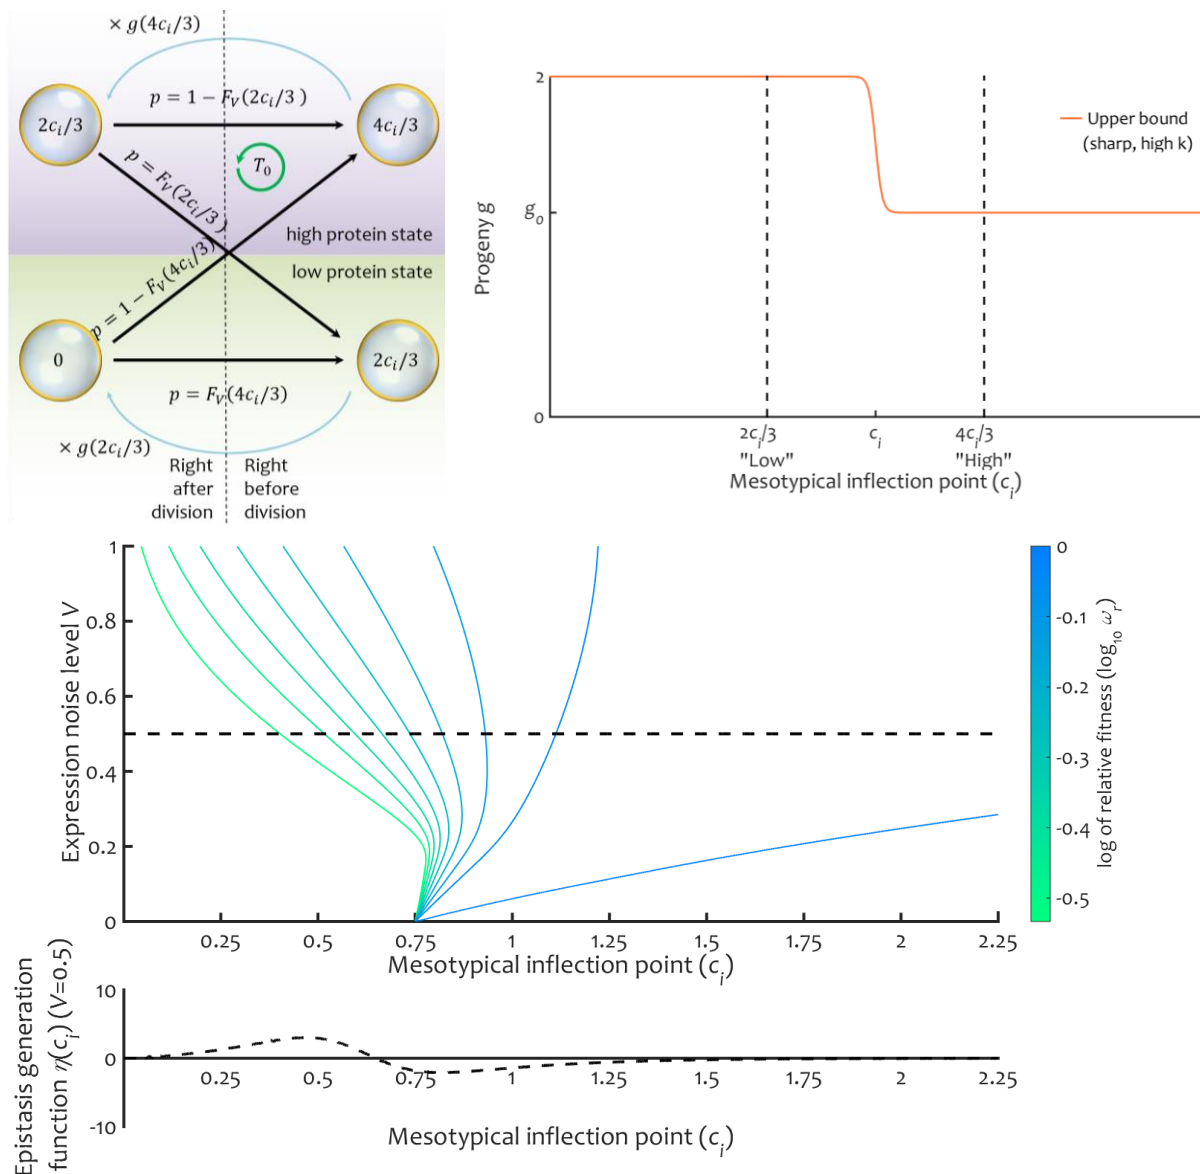 × g(4c_i/3)
p = 1 − F_V(2c_i/3 )
2c_i/3
4c_i/3
T_0
p = F_V(2c_i/3 )
high protein state
low protein state
p = 1 − F_V(4c_i/3)
0
2c_i/3
p = F_V(4c_i/3)
× g(2c_i/3)
Right after division
Right before division
2
g_0
0
Progeny g
Upper bound
(sharp, high k)
2c_i/3
c_i
4c_i/3
"Low"
"High"
Mesotypical inflection point (c_i)
1
0.8
0.6
0.4
0.2
0
Expression noise level V
0.25
0.5
0.75
1
1.25
1.5
1.75
2
2.25
Mesotypical inflection point (c_i)
0
-0.1
-0.2
-0.3
-0.4
-0.5
log of relative fitness (log_10 ω_r)
Epistasis generation
function η(c_i) (V=0.5)
10
0
-10
0.25
0.5
0.75
1
1.25
1.5
1.75
2
2.25
Mesotypical inflection point (c_i)